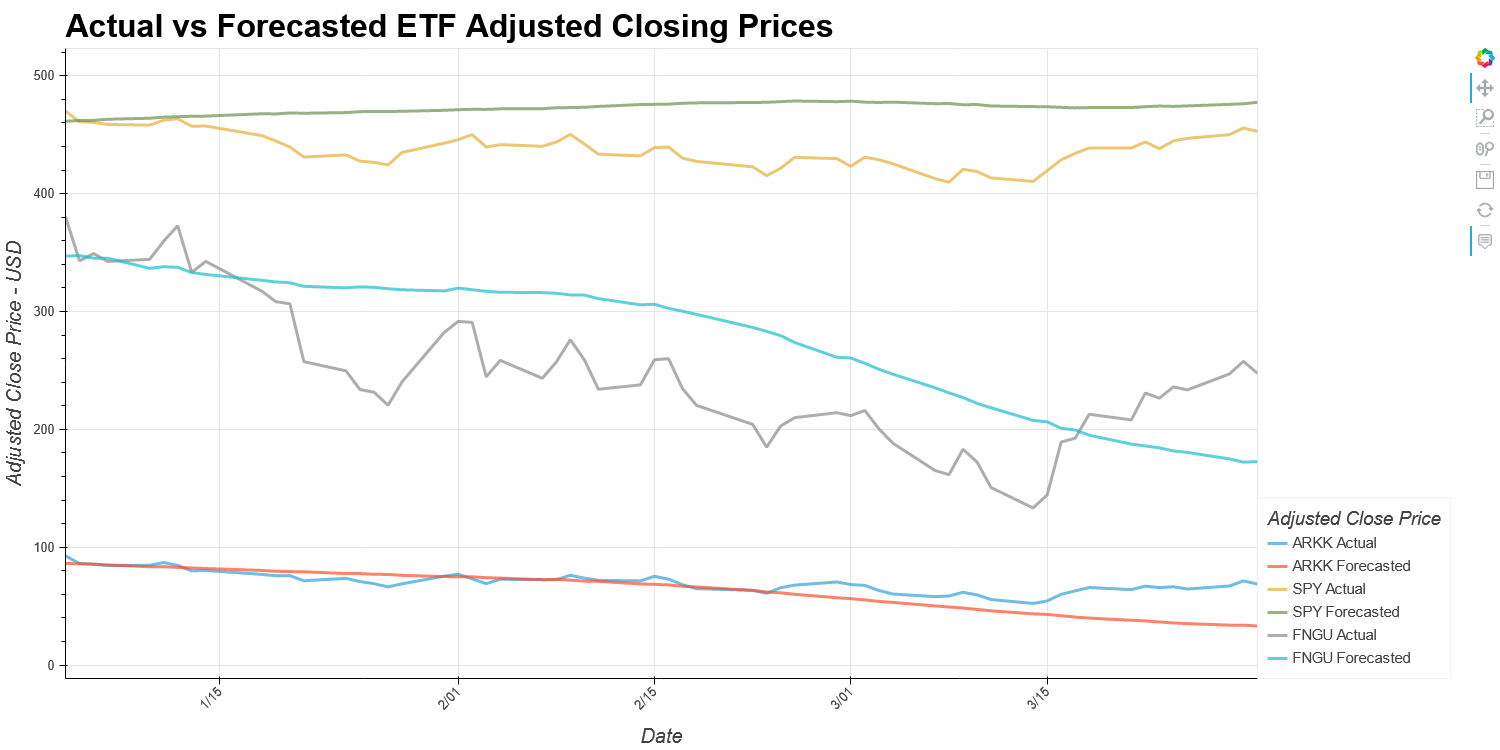 Actual vs Forecasted ETF Adjusted Closing Prices
Adjusted Close Price - USD
500
400
300
200
100
0
1/15
2/01
2/15
3/01
3/15
Date
Adjusted Close Price
ARKK Actual
ARKK Forecasted
SPY Actual
SPY Forecasted
FNGU Actual
FNGU Forecasted